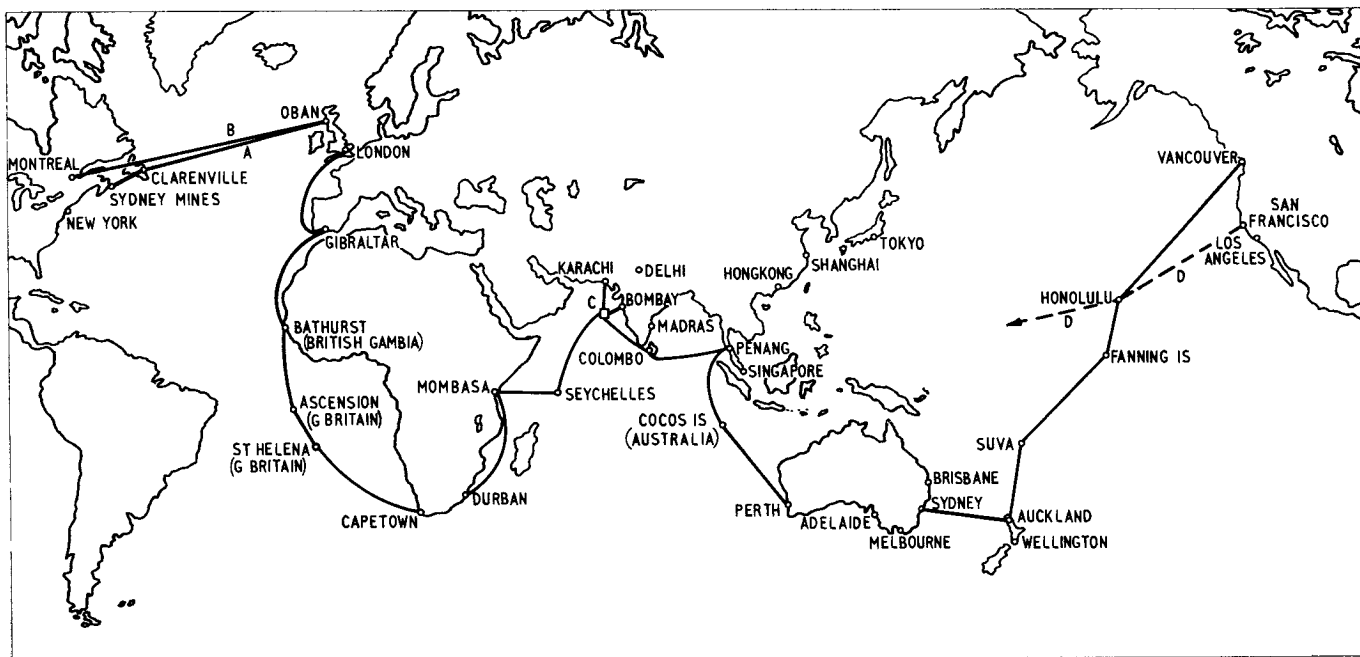 OBAN
B
A
LONDON
MONTREAL
CLARENVILLE
SYDNEY MINES
NEW YORK
GIBRALTAR
BATHURST
(BRITISH GAMBIA)
ASCENSION
(G BRITAIN)
ST HELENA
(G BRITAIN)
CAPETOWN
DURBAN
MOMBASA
SEYCHELLES
KARACHI
DELHI
C
BOMBAY
MADRAS
COLOMBO
PENANG
SINGAPORE
HONGKONG
SHANGHAI
TOKYO
COCOS IS
(AUSTRALIA)
PERTH
ADELAIDE
MELBOURNE
BRISBANE
SYDNEY
AUCKLAND
WELLINGTON
SUVA
FANNING IS
HONOLULU
D
D
VANCOUVER
SAN
FRANCISCO
LOS
ANGELES